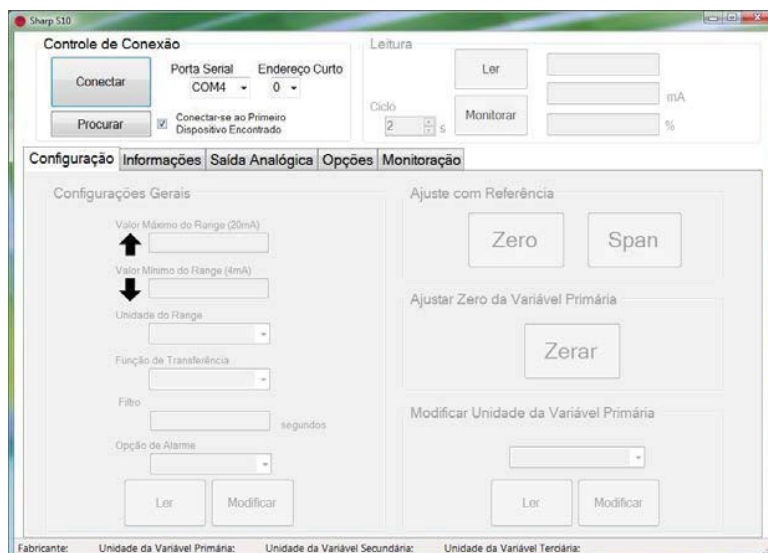 Sharp S10
Controle de Conexão
Conectar
Porta Serial Endereço Curto
COM4 0
Procurar
Conectar-se ao Primeiro
Dispositivo Encontrado
Leitura
Ler
mA
Ciclo
2 s
Monitorar
%
Configuração Informações Saída Analógica Opções Monitoração
Configurações Gerais
Valor Máximo do Range (20mA)
Valor Mínimo do Range (4mA)
Unidade do Range
Função de Transferência
Filtro
segundos
Opção de Alarme
Ler Modificar
Ajuste com Referência
Zero Span
Ajustar Zero da Variável Primária
Zerar
Modificar Unidade da Variável Primária
Ler Modificar
Fabricante: Unidade da Variável Primária: Unidade da Variável Secundária: Unidade da Variável Terciária: